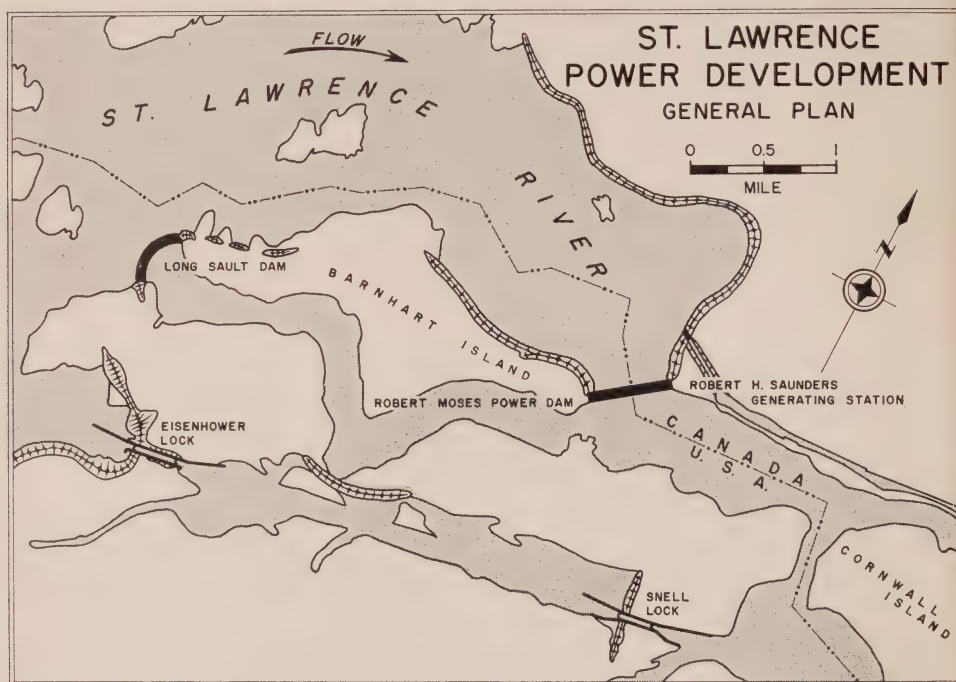 ST. LAWRENCE
POWER DEVELOPMENT
GENERAL PLAN
0 0.5 1
MILE
FLOW
ST. LAWRENCE
RIVER
N
LONG SAULT DAM
BARNHART
ISLAND
ROBERT MOSES POWER DAM
ROBERT H. SAUNDERS
GENERATING STATION
EISENHOWER
LOCK
CANADA
U.S.A.
SNELL
LOCK
CORNWALL
ISLAND